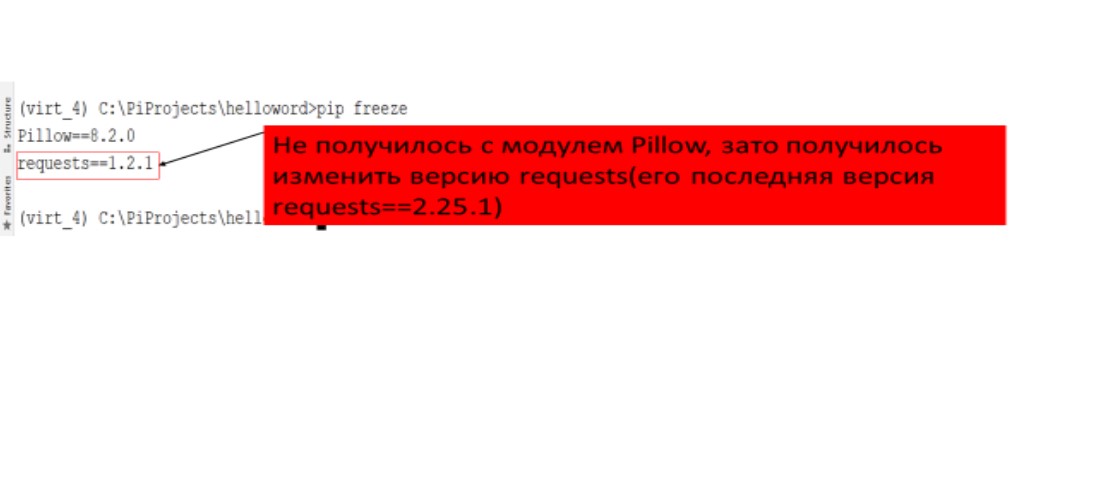 Structure
(virt_4) C:\PiProjects\helloword>pip freeze
Pillow==8.2.0
requests==1.2.1
Не получилось с модулем Pillow, зато получилось
изменить версию requests(его последняя версия
requests==2.25.1)
Favorites
(virt_4) C:\PiProjects\hell